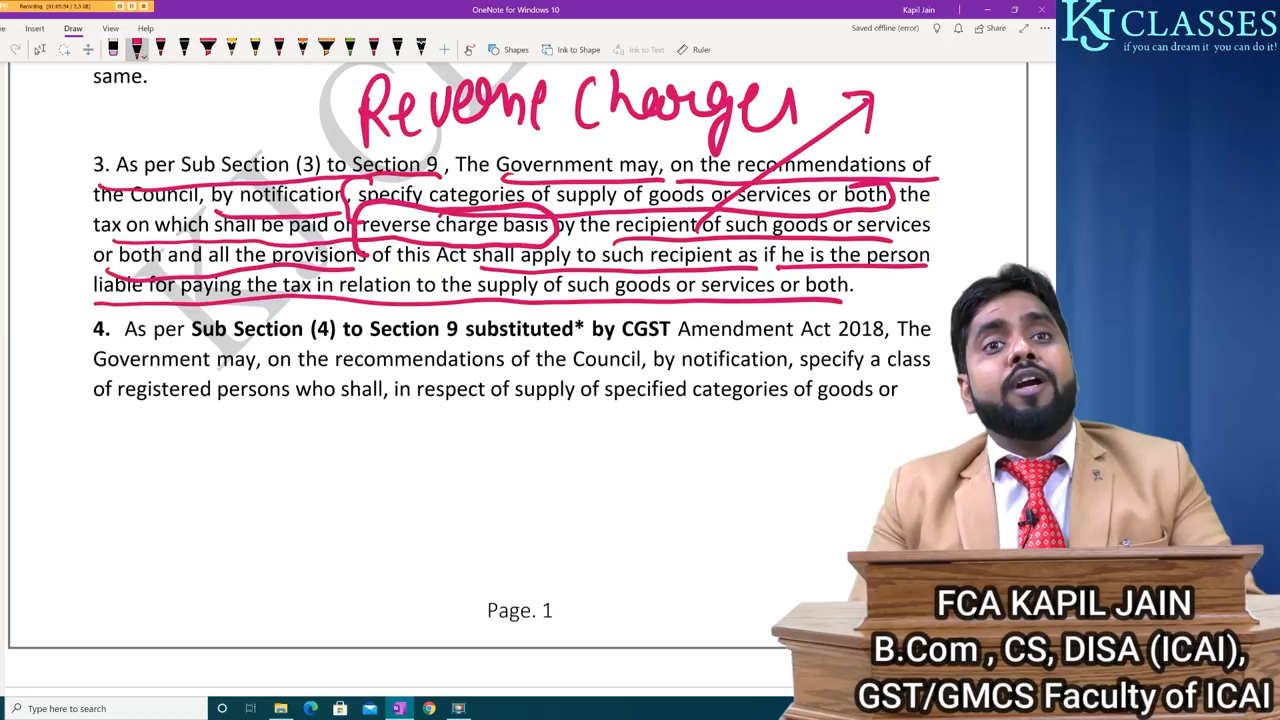 Recording [01:05:54 / 2.3 GB]
OneNote for Windows 10
Kapil Jain
Insert Draw View Help
Saved offline (error)
Share
Shapes
Ink to Shape
Ink to Text
Ruler
KJ CLASSES
if you can dream it you can do it!
same.
Reverse Charges
3. As per Sub Section (3) to Section 9 , The Government may, on the recommendations of
the Council, by notification, specify categories of supply of goods or services or both, the
tax on which shall be paid on reverse charge basis by the recipient of such goods or services
or both and all the provisions of this Act shall apply to such recipient as if he is the person
liable for paying the tax in relation to the supply of such goods or services or both.
4. As per Sub Section (4) to Section 9 substituted* by CGST Amendment Act 2018, The
Government may, on the recommendations of the Council, by notification, specify a class
of registered persons who shall, in respect of supply of specified categories of goods or
Page. 1
FCA KAPIL JAIN
B.Com , CS, DISA (ICAI),
GST/GMCS Faculty of ICAI
Type here to search